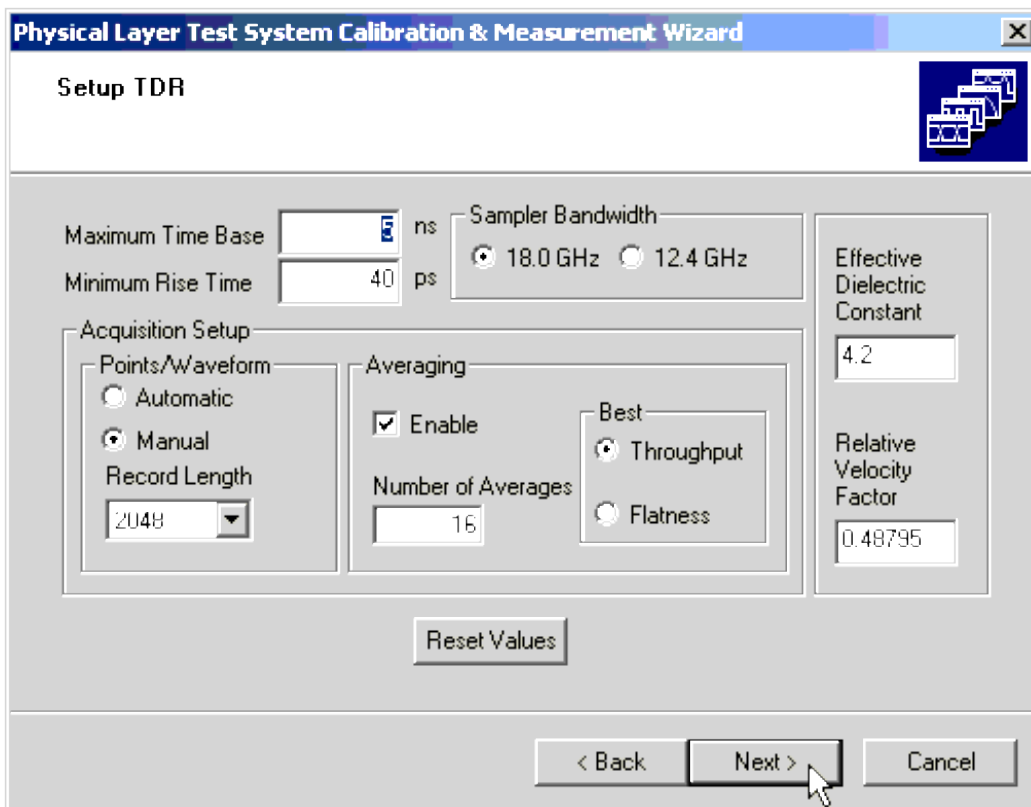 Physical Layer Test System Calibration & Measurement Wizard
Setup TDR
Maximum Time Base 5 ns
Minimum Rise Time 40 ps
Sampler Bandwidth
18.0 GHz 12.4 GHz
Effective
Dielectric
Constant
4.2
Relative
Velocity
Factor
0.48795
Acquisition Setup
Points/Waveform
Automatic
Manual
Record Length
2048
Averaging
Enable
Number of Averages
16
Best
Throughput
Flatness
Reset Values
< Back Next > Cancel